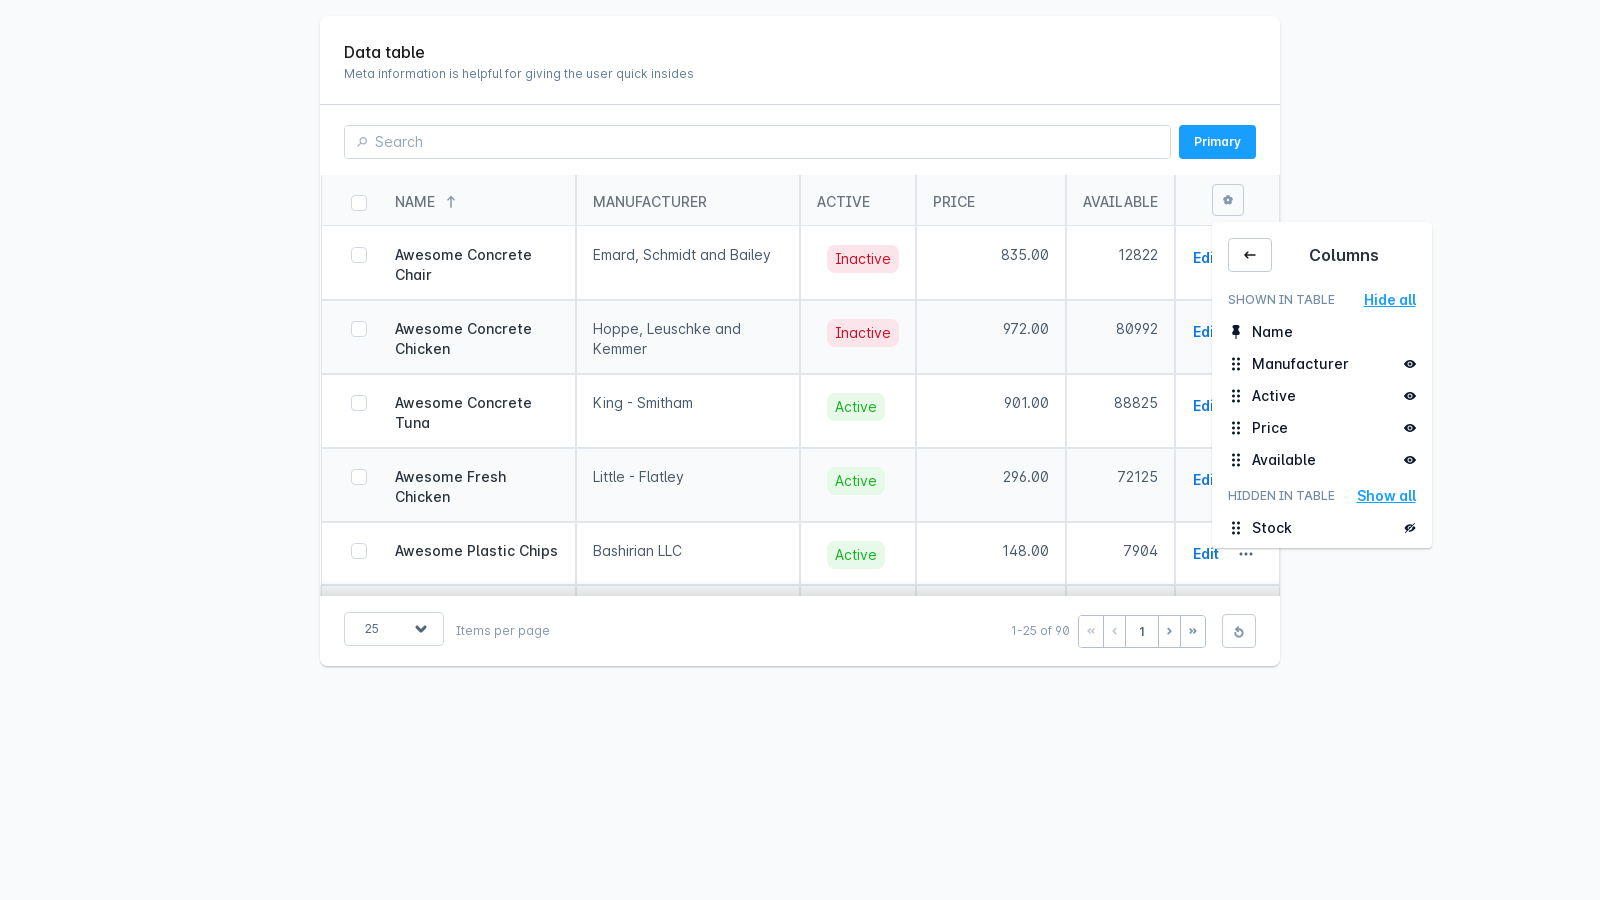 Data table
Meta information is helpful for giving the user quick insides
Search
Primary
NAME MANUFACTURER ACTIVE PRICE AVAILABLE
Awesome Concrete Chair Emard, Schmidt and Bailey Inactive 835.00 12822 Edi
Awesome Concrete Chicken Hoppe, Leuschke and Kemmer Inactive 972.00 80992 Edi
Awesome Concrete Tuna King - Smitham Active 901.00 88825 Edi
Awesome Fresh Chicken Little - Flatley Active 296.00 72125 Edi
Awesome Plastic Chips Bashirian LLC Active 148.00 7904 Edit ...
Columns
SHOWN IN TABLE Hide all
Name
Manufacturer
Active
Price
Available
HIDDEN IN TABLE Show all
Stock
25 Items per page
1-25 of 90 « ‹ 1 › »